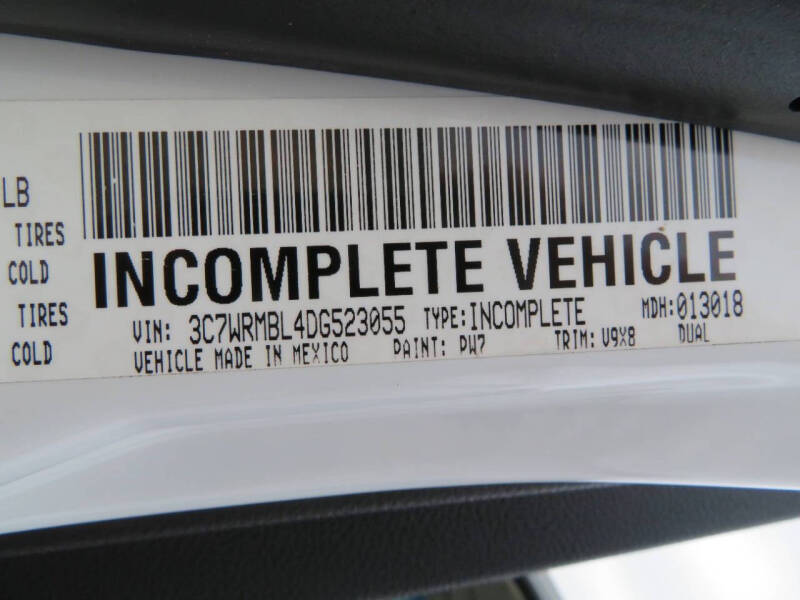 LB
TIRES
COLD INCOMPLETE VEHICLE
TIRES VIN: 3C7WRMBL4DG523055 TYPE:INCOMPLETE MDH:013018
COLD VEHICLE MADE IN MEXICO PAINT: PW7 TRIM: V9X8 DUAL